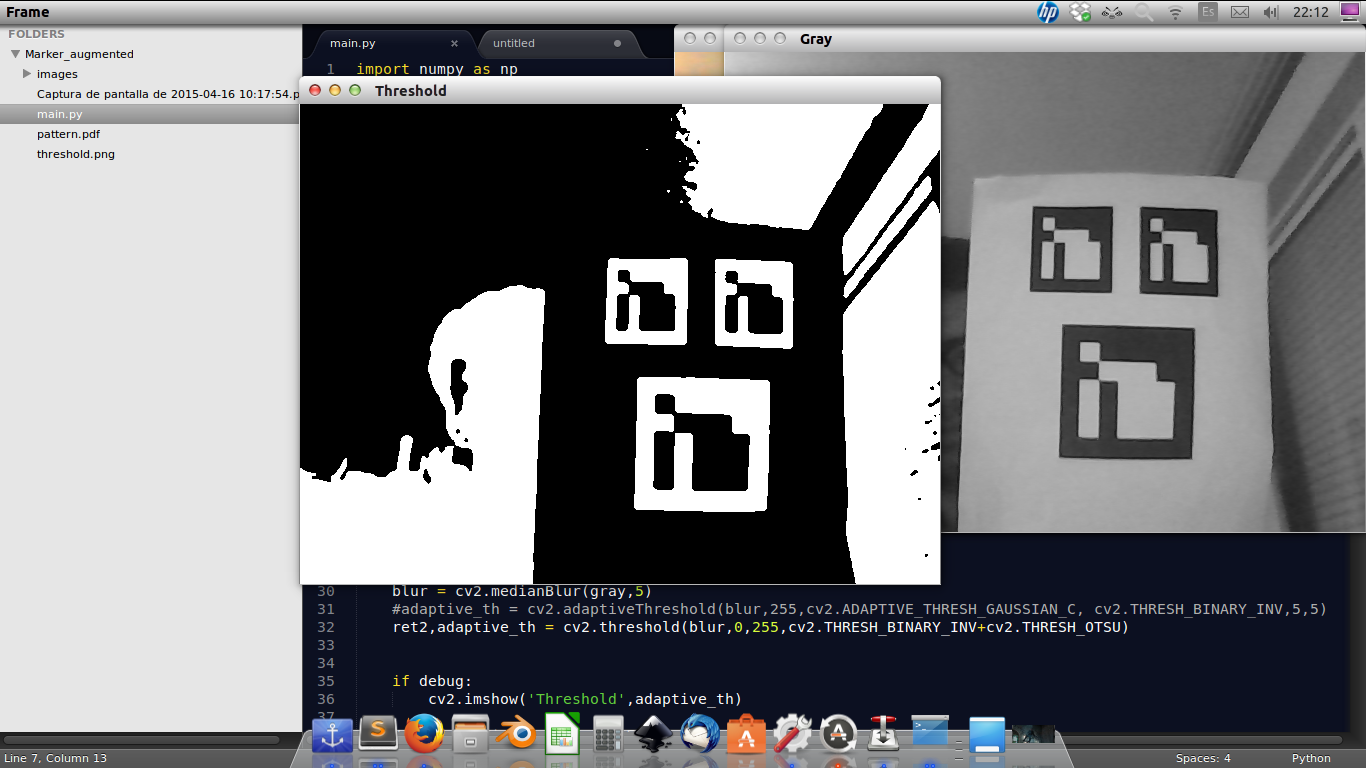 Frame
hp
Es
22:12
FOLDERS
Marker_augmented
images
Captura de pantalla de 2015-04-16 10:17:54.p
main.py
pattern.pdf
threshold.png
main.py ×
untitled
Gray
1 import numpy as np
Threshold
30 blur = cv2.medianBlur(gray,5)
31 #adaptive_th = cv2.adaptiveThreshold(blur,255,cv2.ADAPTIVE_THRESH_GAUSSIAN_C, cv2.THRESH_BINARY_INV,5,5)
32 ret2,adaptive_th = cv2.threshold(blur,0,255,cv2.THRESH_BINARY_INV+cv2.THRESH_OTSU)
33
34
35 if debug:
36 cv2.imshow('Threshold',adaptive_th)
37
Line 7, Column 13
Spaces: 4
Python